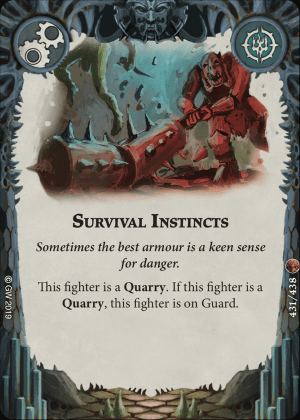 Survival Instincts
Sometimes the best armour is a keen sense
for danger.
This fighter is a Quarry. If this fighter is a
Quarry, this fighter is on Guard.
© GW 2019
431/438